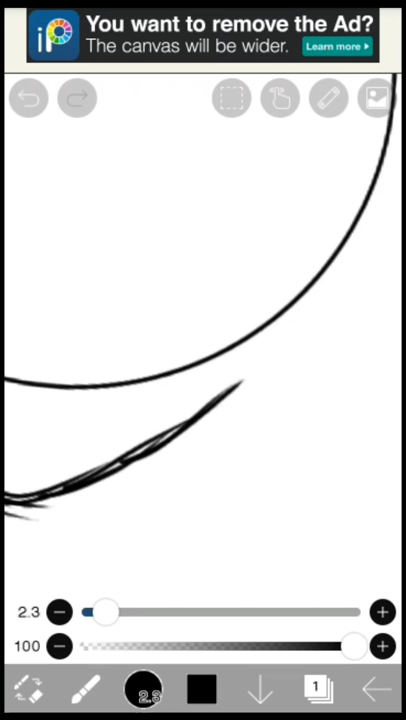 iP
You want to remove the Ad?
The canvas will be wider.
Learn more
2.3
100
2.3
1